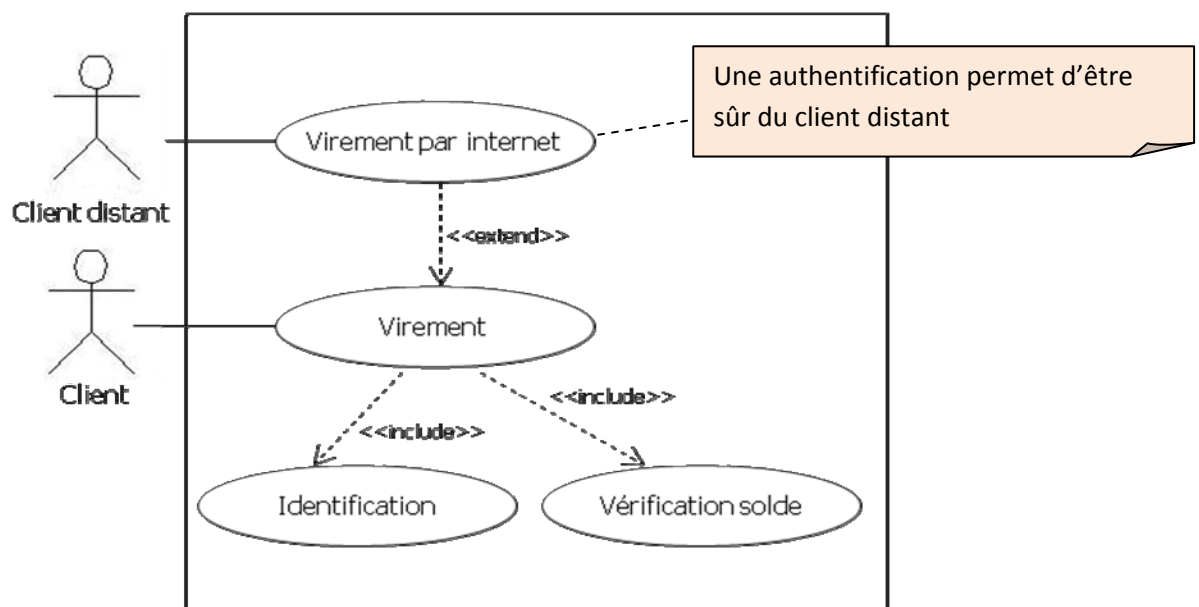 Une authentification permet d’être
sûr du client distant
Virement par internet
Client distant
<<extend>>
Virement
Client
<<include>>
<<include>>
Identification
Vérification solde